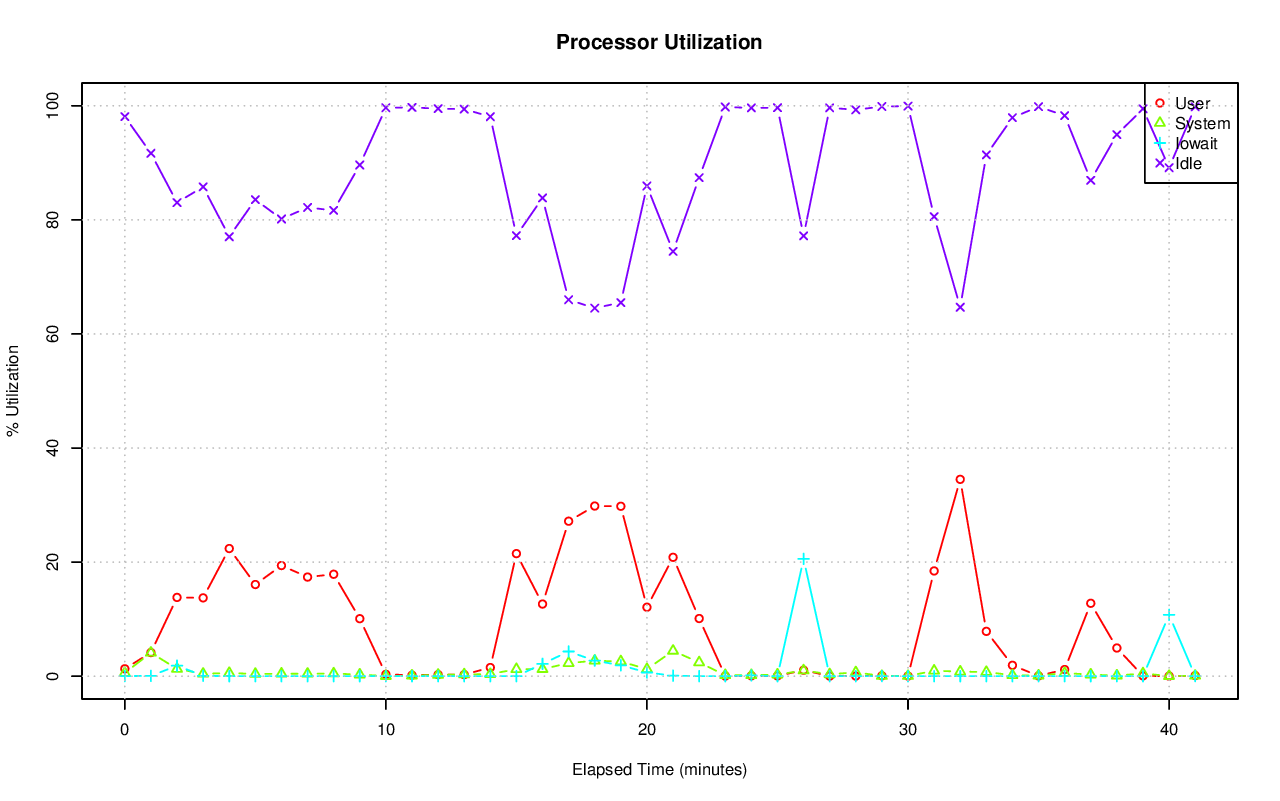 Processor Utilization
100
80
60
40
20
0
% Utilization
User
System
Iowait
Idle
0 10 20 30 40
Elapsed Time (minutes)